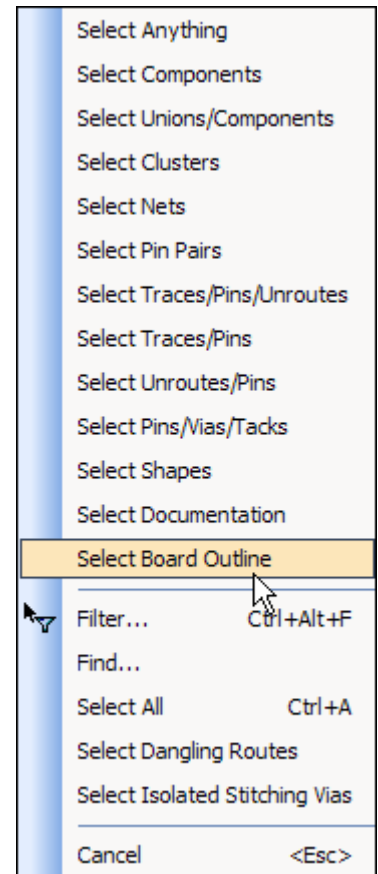 Select Anything
Select Components
Select Unions/Components
Select Clusters
Select Nets
Select Pin Pairs
Select Traces/Pins/Unroutes
Select Traces/Pins
Select Unroutes/Pins
Select Pins/Vias/Tacks
Select Shapes
Select Documentation
Select Board Outline
Filter... Ctrl+Alt+F
Find...
Select All Ctrl+A
Select Dangling Routes
Select Isolated Stitching Vias
Cancel <Esc>